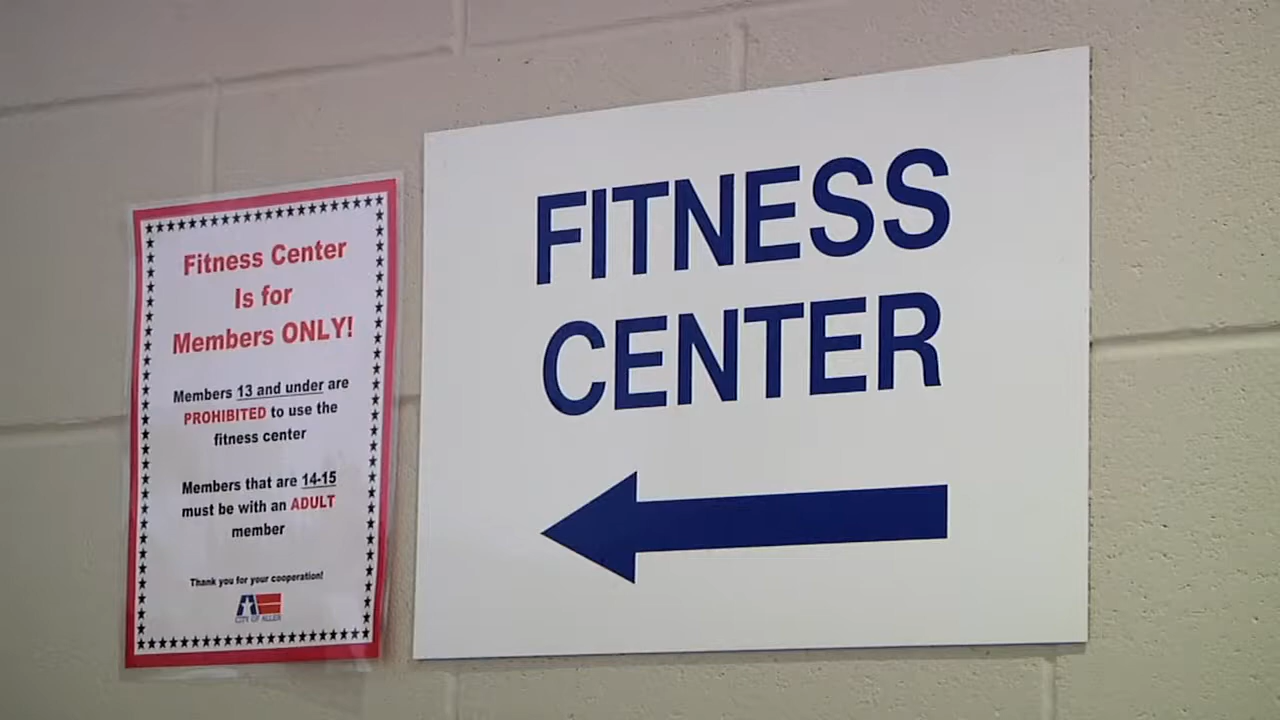 Fitness Center
Is for
Members ONLY!
Members 13 and under are
PROHIBITED to use the
fitness center
Members that are 14-15
must be with an ADULT
member
Thank you for your cooperation!
CITY OF ALLEN
FITNESS
CENTER